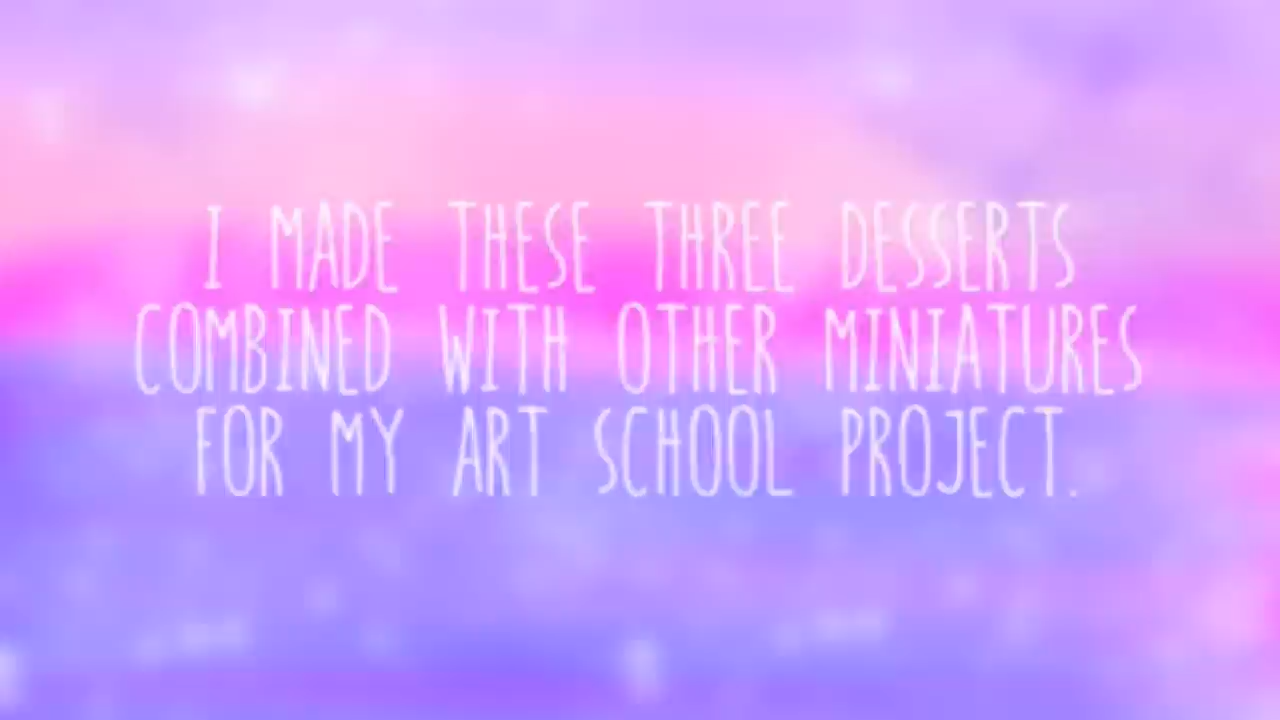 I MADE THESE THREE DESSERTS
COMBINED WITH OTHER MINIATURES
FOR MY ART SCHOOL PROJECT.